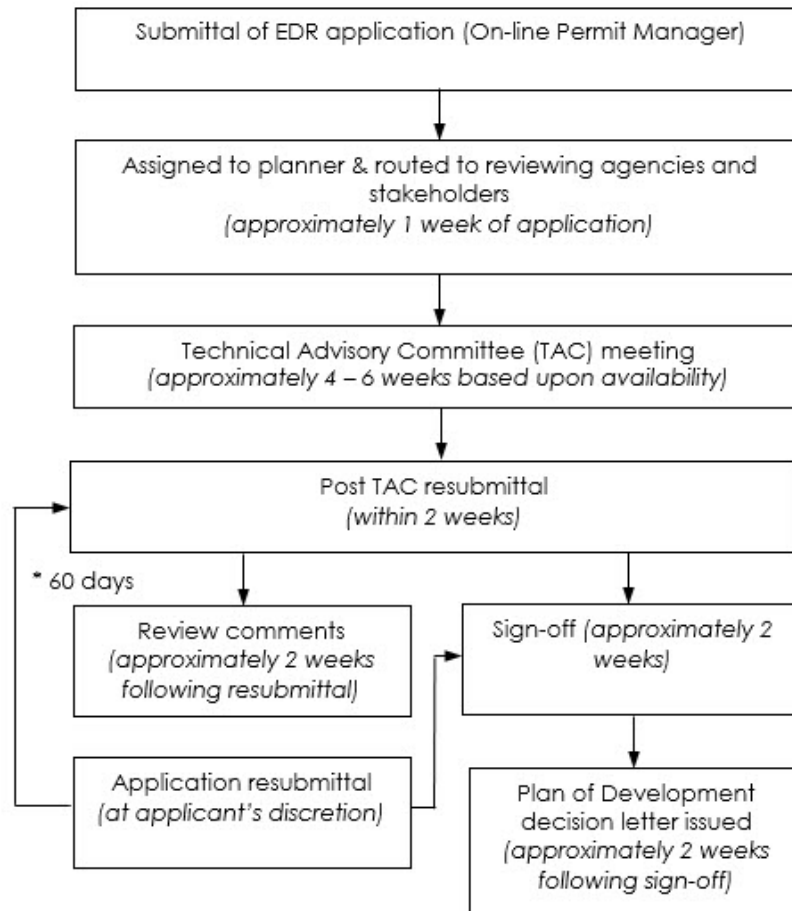 Submittal of EDR application (On-line Permit Manager)
Assigned to planner & routed to reviewing agencies and
stakeholders
(approximately 1 week of application)
Technical Advisory Committee (TAC) meeting
(approximately 4 – 6 weeks based upon availability)
Post TAC resubmittal
(within 2 weeks)
* 60 days
Review comments
(approximately 2 weeks
following resubmittal)
Sign-off (approximately 2
weeks)
Application resubmittal
(at applicant's discretion)
Plan of Development
decision letter issued
(approximately 2 weeks
following sign-off)